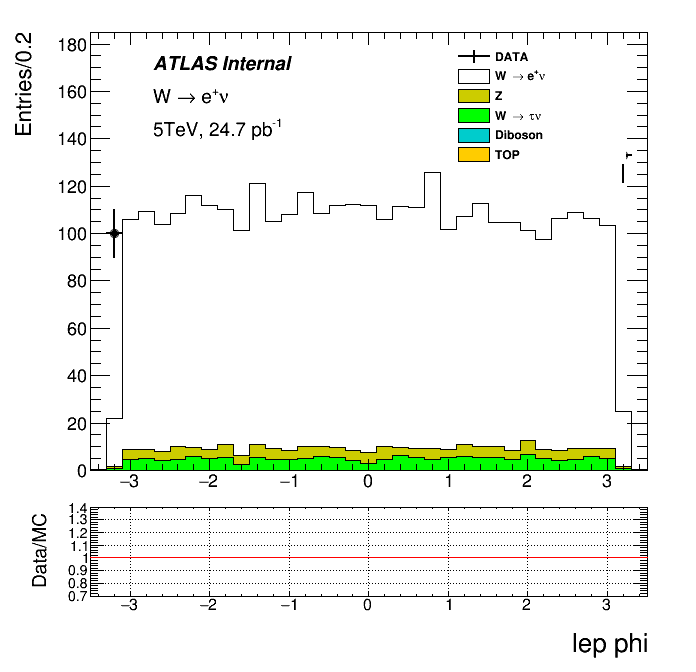 Entries/0.2
180
160
140
120
100
80
60
40
20
0
ATLAS Internal
W → e⁺ν
5TeV, 24.7 pb⁻¹
DATA
W → e⁺ν
Z
W → τν
Diboson
TOP
−3 −2 −1 0 1 2 3
Data/MC
1.4
1.3
1.2
1.1
1
0.9
0.8
0.7
−3 −2 −1 0 1 2 3
lep phi